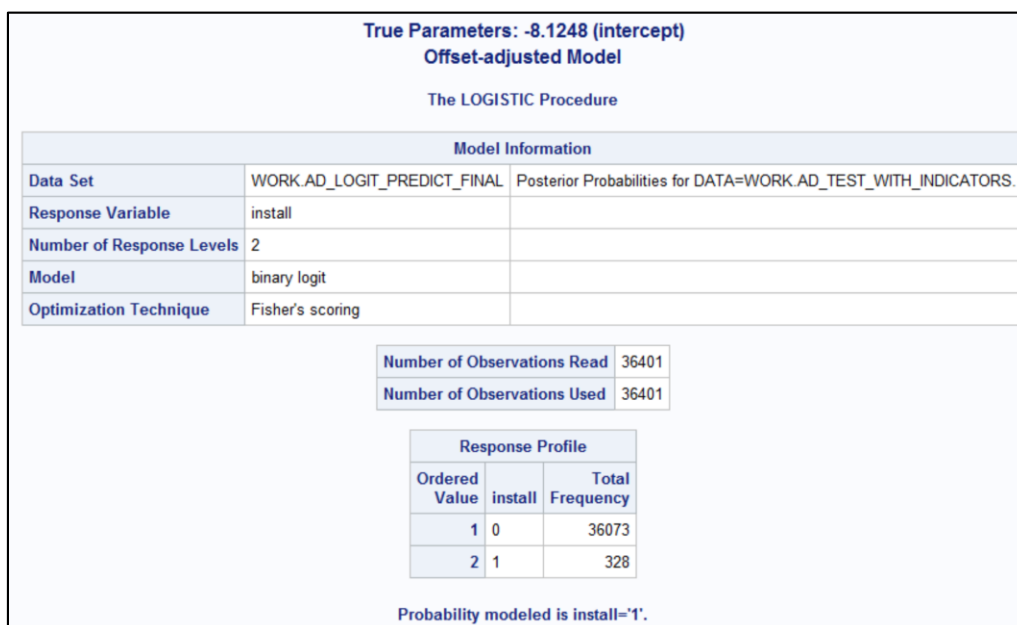 True Parameters: -8.1248 (intercept)
Offset-adjusted Model
The LOGISTIC Procedure
Model Information
Data Set WORK.AD_LOGIT_PREDICT_FINAL Posterior Probabilities for DATA=WORK.AD_TEST_WITH_INDICATORS.
Response Variable install
Number of Response Levels 2
Model binary logit
Optimization Technique Fisher's scoring
Number of Observations Read 36401
Number of Observations Used 36401
Response Profile
Ordered Total
Value install Frequency
1 0 36073
2 1 328
Probability modeled is install='1'.